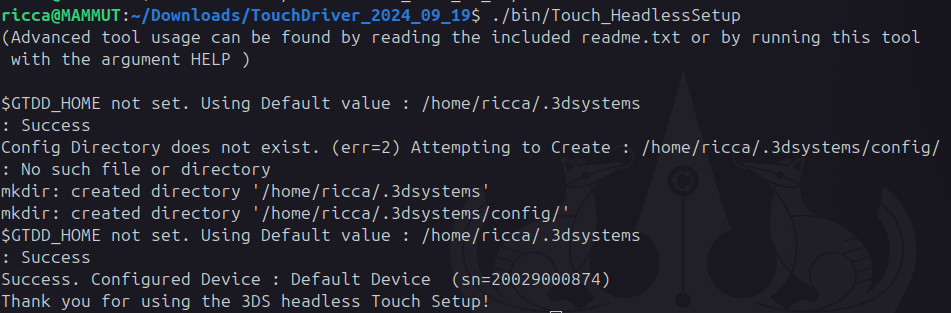 ricca@MAMMUT:~/Downloads/TouchDriver_2024_09_19$ ./bin/Touch_HeadlessSetup
(Advanced tool usage can be found by reading the included readme.txt or by running this tool
 with the argument HELP )

$GTDD_HOME not set. Using Default value : /home/ricca/.3dsystems
: Success
Config Directory does not exist. (err=2) Attempting to Create : /home/ricca/.3dsystems/config/
: No such file or directory
mkdir: created directory '/home/ricca/.3dsystems'
mkdir: created directory '/home/ricca/.3dsystems/config/'
$GTDD_HOME not set. Using Default value : /home/ricca/.3dsystems
: Success
Success. Configured Device : Default Device  (sn=20029000874)
Thank you for using the 3DS headless Touch Setup!